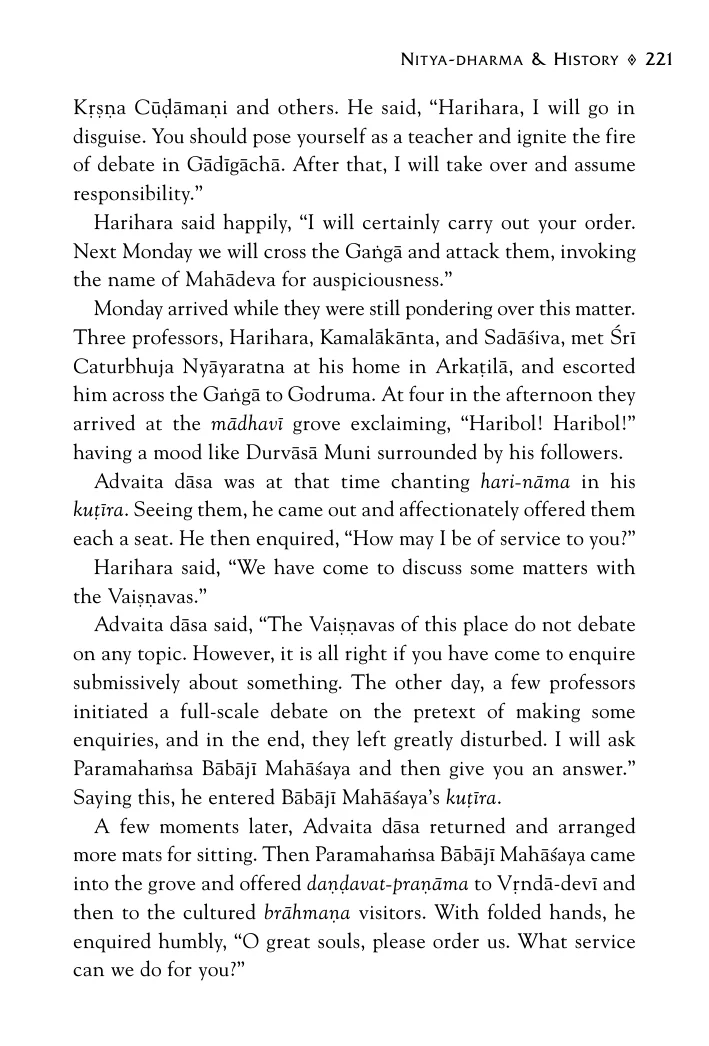 Nitya-dharma & History ◊ 221
Kṛṣṇa Cūḍāmaṇi and others. He said, “Harihara, I will go in
disguise. You should pose yourself as a teacher and ignite the fire
of debate in Gādīgāchā. After that, I will take over and assume
responsibility.”
Harihara said happily, “I will certainly carry out your order.
Next Monday we will cross the Gaṅgā and attack them, invoking
the name of Mahādeva for auspiciousness.”
Monday arrived while they were still pondering over this matter.
Three professors, Harihara, Kamalākānta, and Sadāśiva, met Śrī
Caturbhuja Nyāyaratna at his home in Arkaṭilā, and escorted
him across the Gaṅgā to Godruma. At four in the afternoon they
arrived at the mādhavī grove exclaiming, “Haribol! Haribol!”
having a mood like Durvāsā Muni surrounded by his followers.
Advaita dāsa was at that time chanting hari-nāma in his
kuṭīra. Seeing them, he came out and affectionately offered them
each a seat. He then enquired, “How may I be of service to you?”
Harihara said, “We have come to discuss some matters with
the Vaiṣṇavas.”
Advaita dāsa said, “The Vaiṣṇavas of this place do not debate
on any topic. However, it is all right if you have come to enquire
submissively about something. The other day, a few professors
initiated a full-scale debate on the pretext of making some
enquiries, and in the end, they left greatly disturbed. I will ask
Paramahaṁsa Bābājī Mahāśaya and then give you an answer.”
Saying this, he entered Bābājī Mahāśaya’s kuṭīra.
A few moments later, Advaita dāsa returned and arranged
more mats for sitting. Then Paramahaṁsa Bābājī Mahāśaya came
into the grove and offered daṇḍavat-praṇāma to Vṛndā-devī and
then to the cultured brāhmaṇa visitors. With folded hands, he
enquired humbly, “O great souls, please order us. What service
can we do for you?”